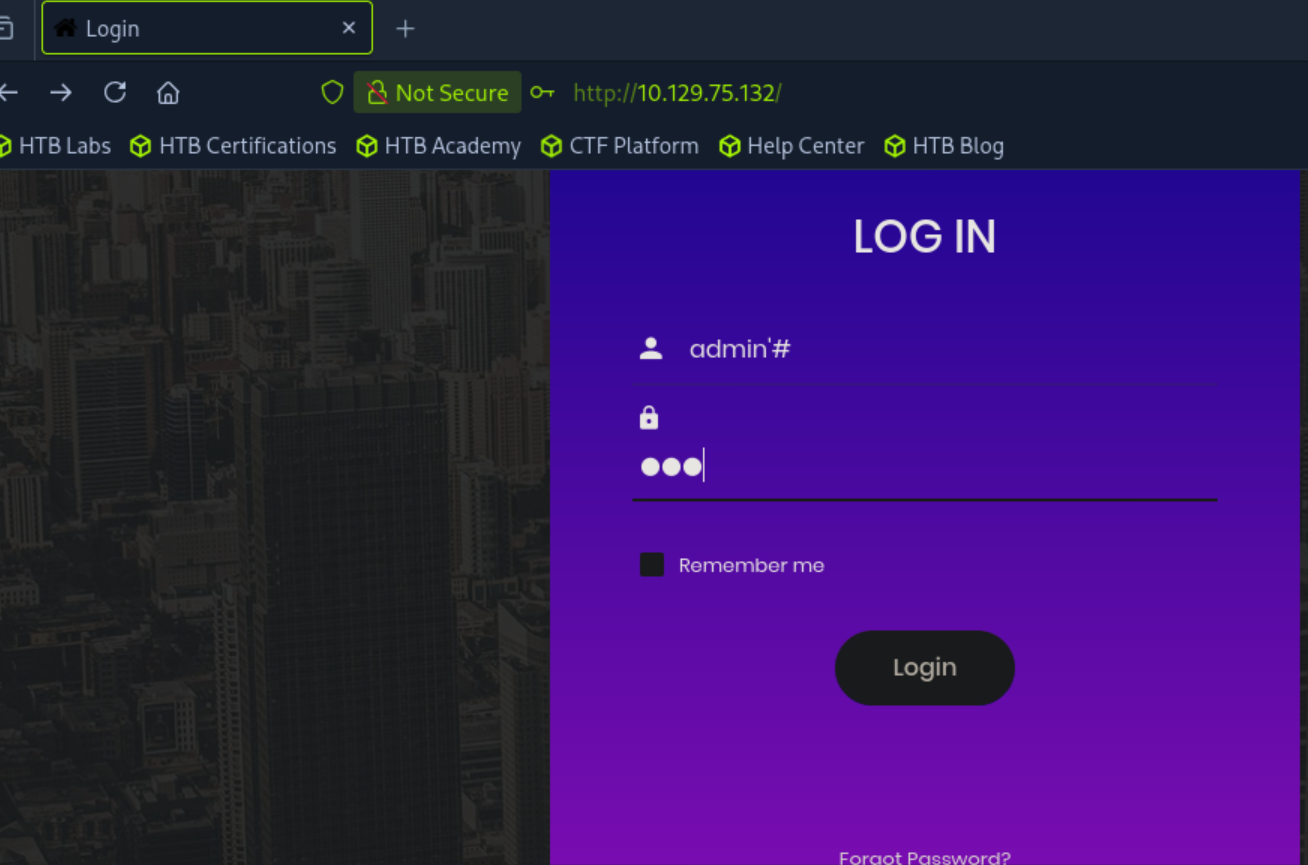 Login
Not Secure http://10.129.75.132/
HTB Labs HTB Certifications HTB Academy CTF Platform Help Center HTB Blog
LOG IN
admin'#
Remember me
Login
Forgot Password?